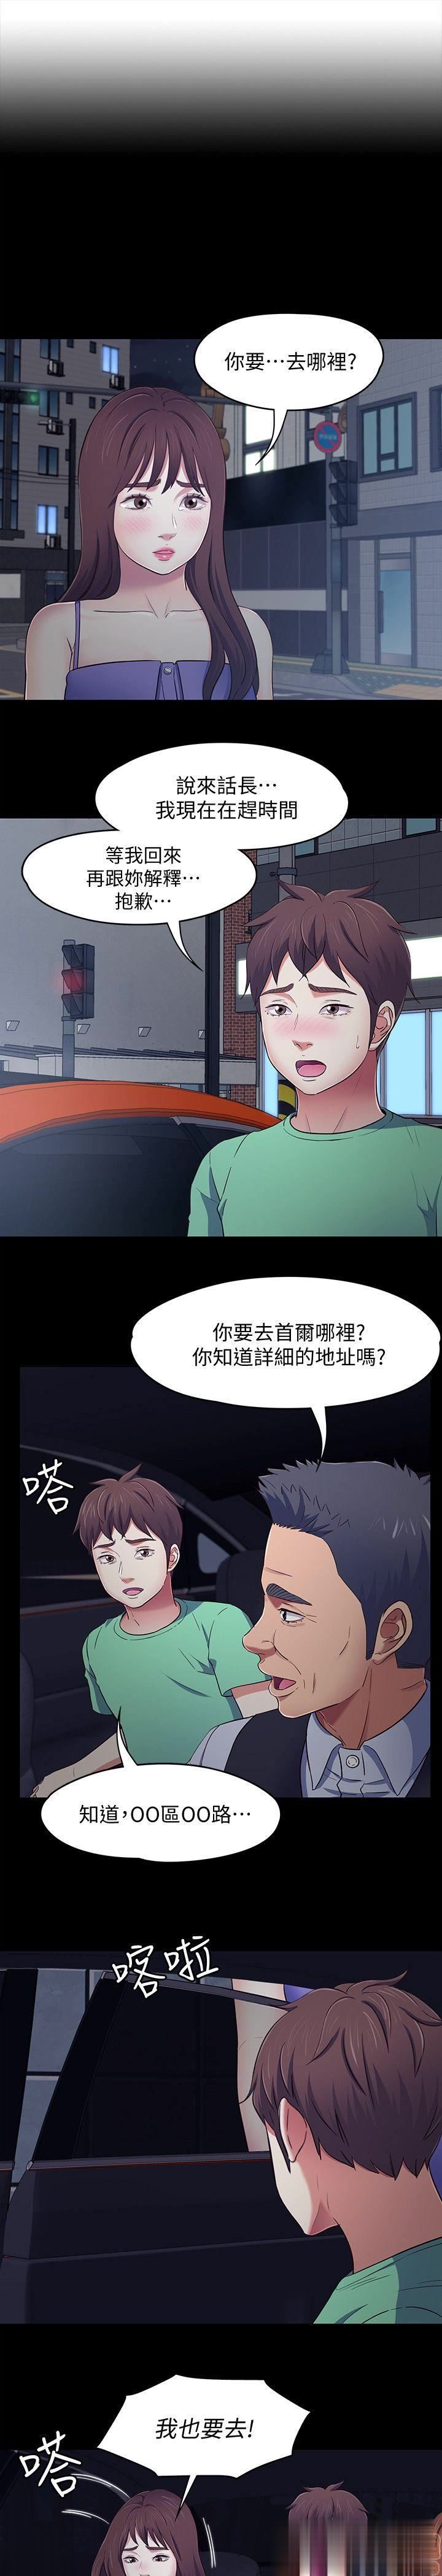 你要…去哪裡?
說來話長…
我現在在趕時間
等我回來
再跟妳解釋…
抱歉…
你要去首爾哪裡?
你知道詳細的地址嗎?
嗒
知道，OO區OO路…
喀啦
我也要去!
嗒